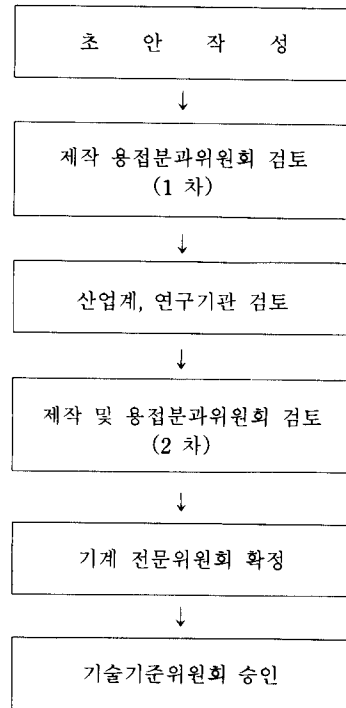 초 안 작 성
↓
제작 용접분과위원회 검토
(1 차)
↓
산업계, 연구기관 검토
↓
제작 및 용접분과위원회 검토
(2 차)
↓
기계 전문위원회 확정
↓
기술기준위원회 승인